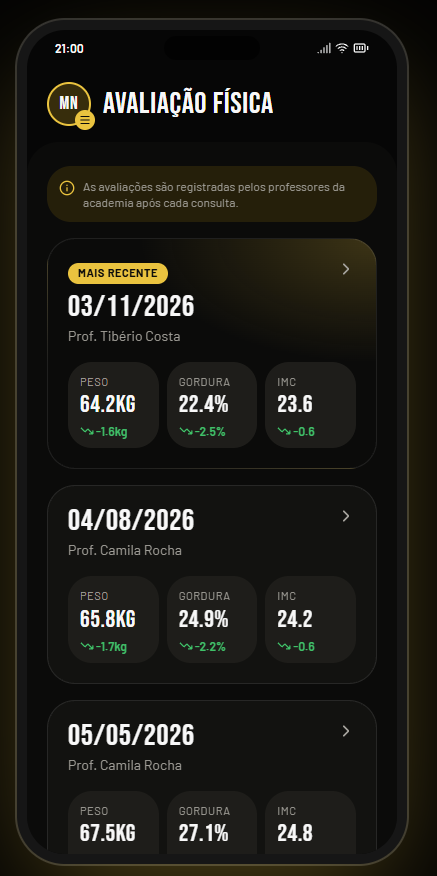 21:00
MN
AVALIAÇÃO FÍSICA
As avaliações são registradas pelos professores da
academia após cada consulta.
MAIS RECENTE
03/11/2026
Prof. Tibério Costa
PESO GORDURA IMC
64.2KG 22.4% 23.6
-1.6kg -2.5% -0.6
04/08/2026
Prof. Camila Rocha
PESO GORDURA IMC
65.8KG 24.9% 24.2
-1.7kg -2.2% -0.6
05/05/2026
Prof. Camila Rocha
PESO GORDURA IMC
67.5KG 27.1% 24.8